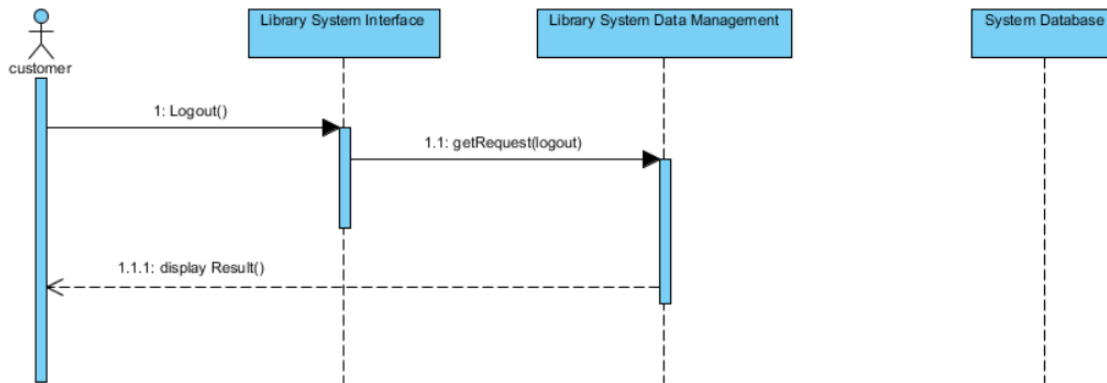 Library System Interface
Library System Data Management
System Database
customer
1: Logout()
1.1: getRequest(logout)
1.1.1: display Result()